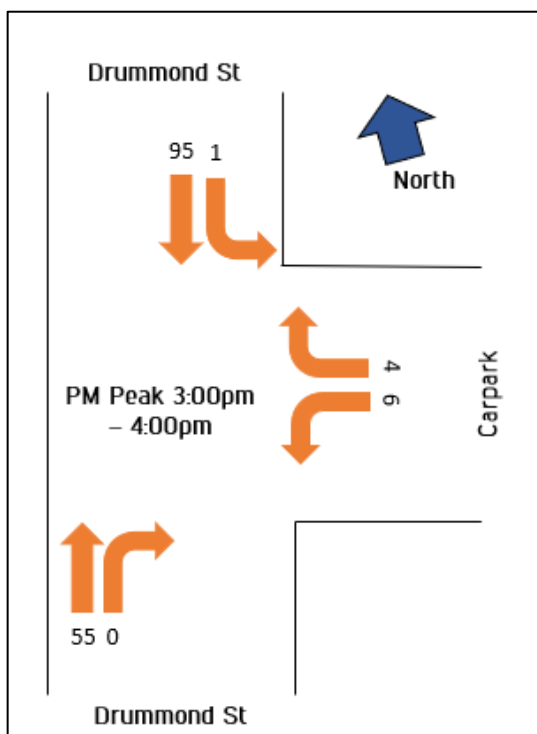 Drummond St
95 1
North
4
6
Carpark
PM Peak 3:00pm
– 4:00pm
55 0
Drummond St